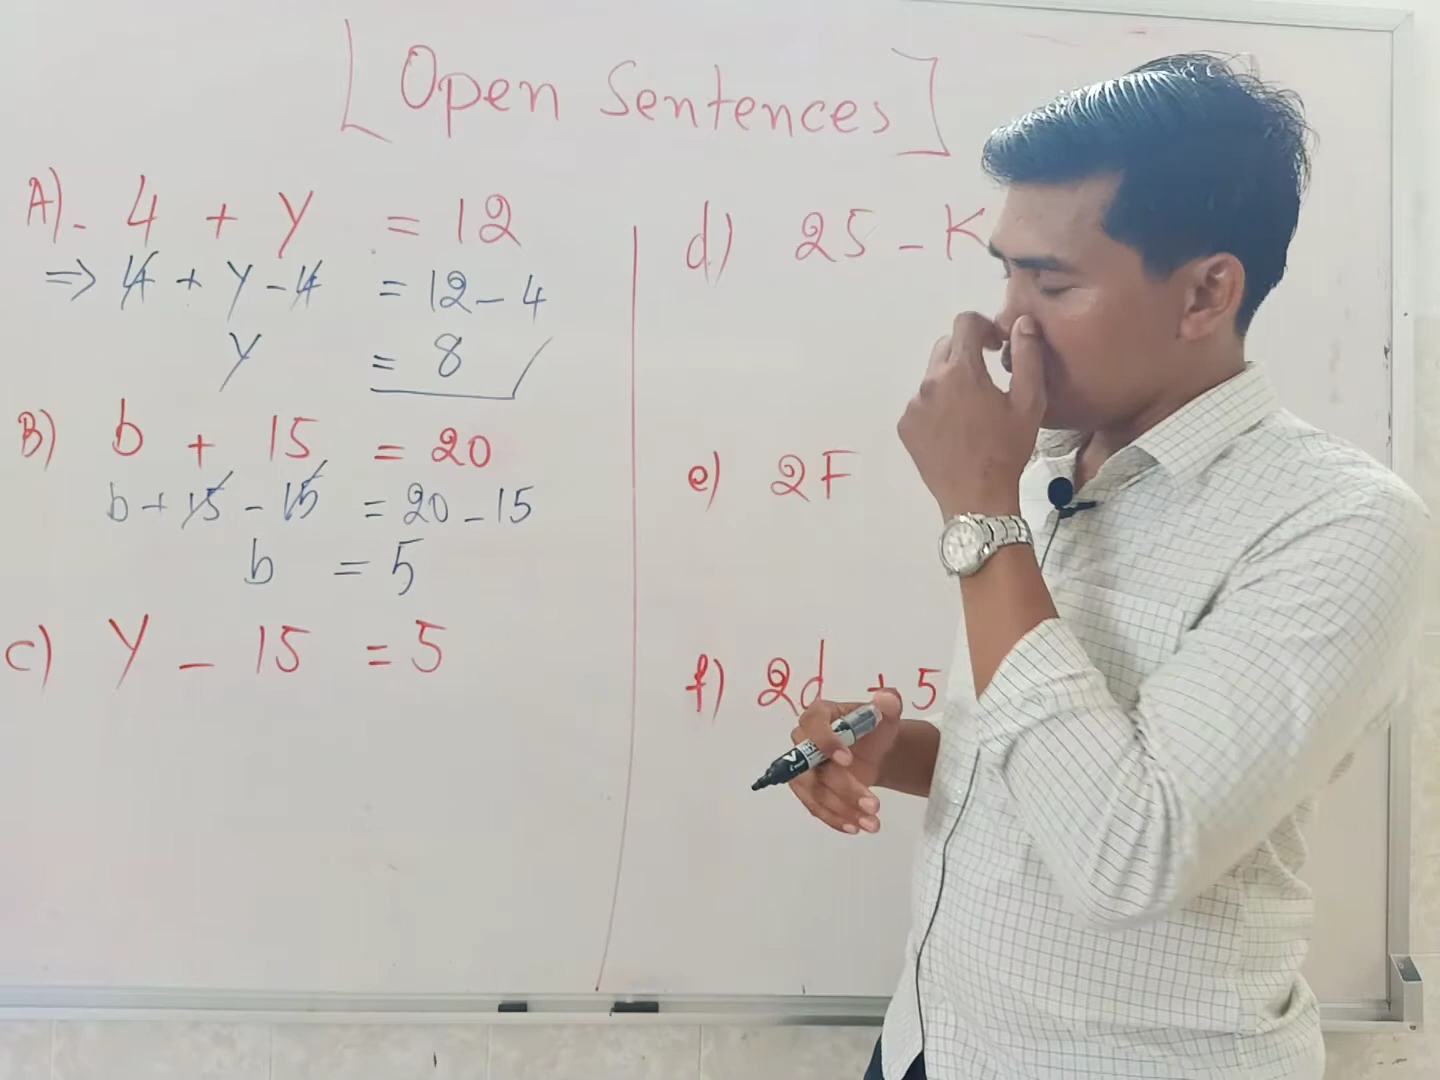 [Open Sentences]
A)- 4 + y = 12
=> 4 + y - 4 = 12 - 4
y = 8
B) b + 15 = 20
b + 15 - 15 = 20 - 15
b = 5
c) y - 15 = 5
d) 25 - K
e) 2F
f) 2d + 5